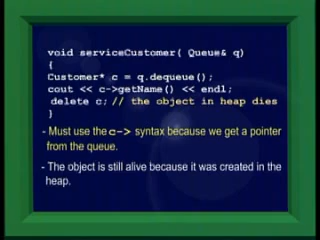 void serviceCustomer( Queue& q)
{
Customer* c = q.dequeue();
cout << c->getName() << endl;
delete c; // the object in heap dies
}
- Must use the c-> syntax because we get a pointer
from the queue.
- The object is still alive because it was created in the
heap.